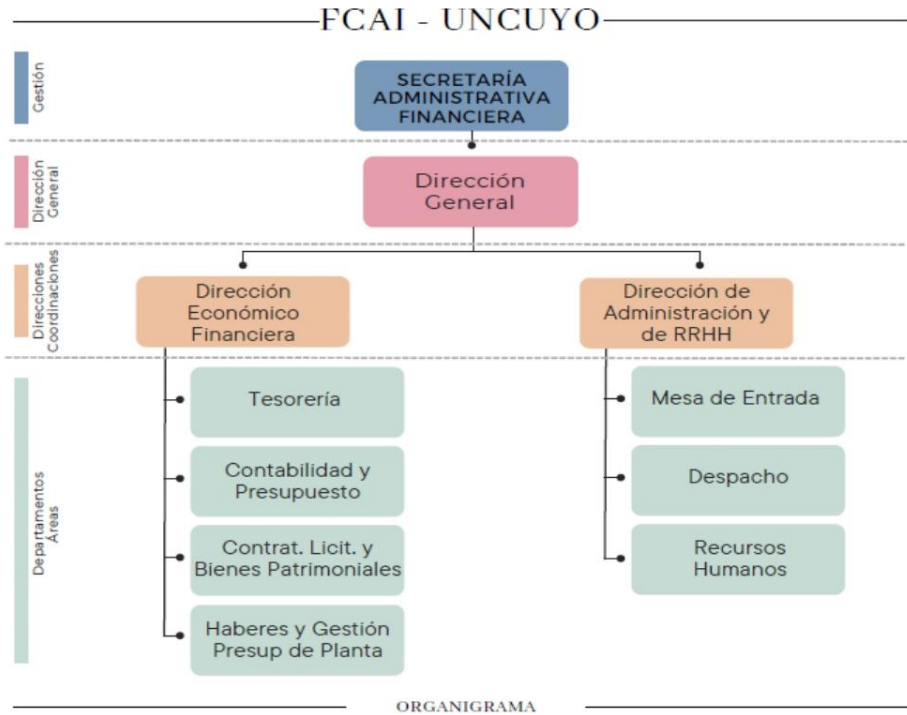 FCAI - UNCUYO
Gestión
SECRETARÍA
ADMINISTRATIVA
FINANCIERA
Dirección
General
Dirección
General
Direcciones
Coordinaciones
Dirección
Económico
Financiera
Dirección de
Administración y
de RRHH
Departamentos
Áreas
Tesorería
Contabilidad y
Presupuesto
Contrat. Licit. y
Bienes Patrimoniales
Haberes y Gestión
Presup de Planta
Mesa de Entrada
Despacho
Recursos
Humanos
ORGANIGRAMA